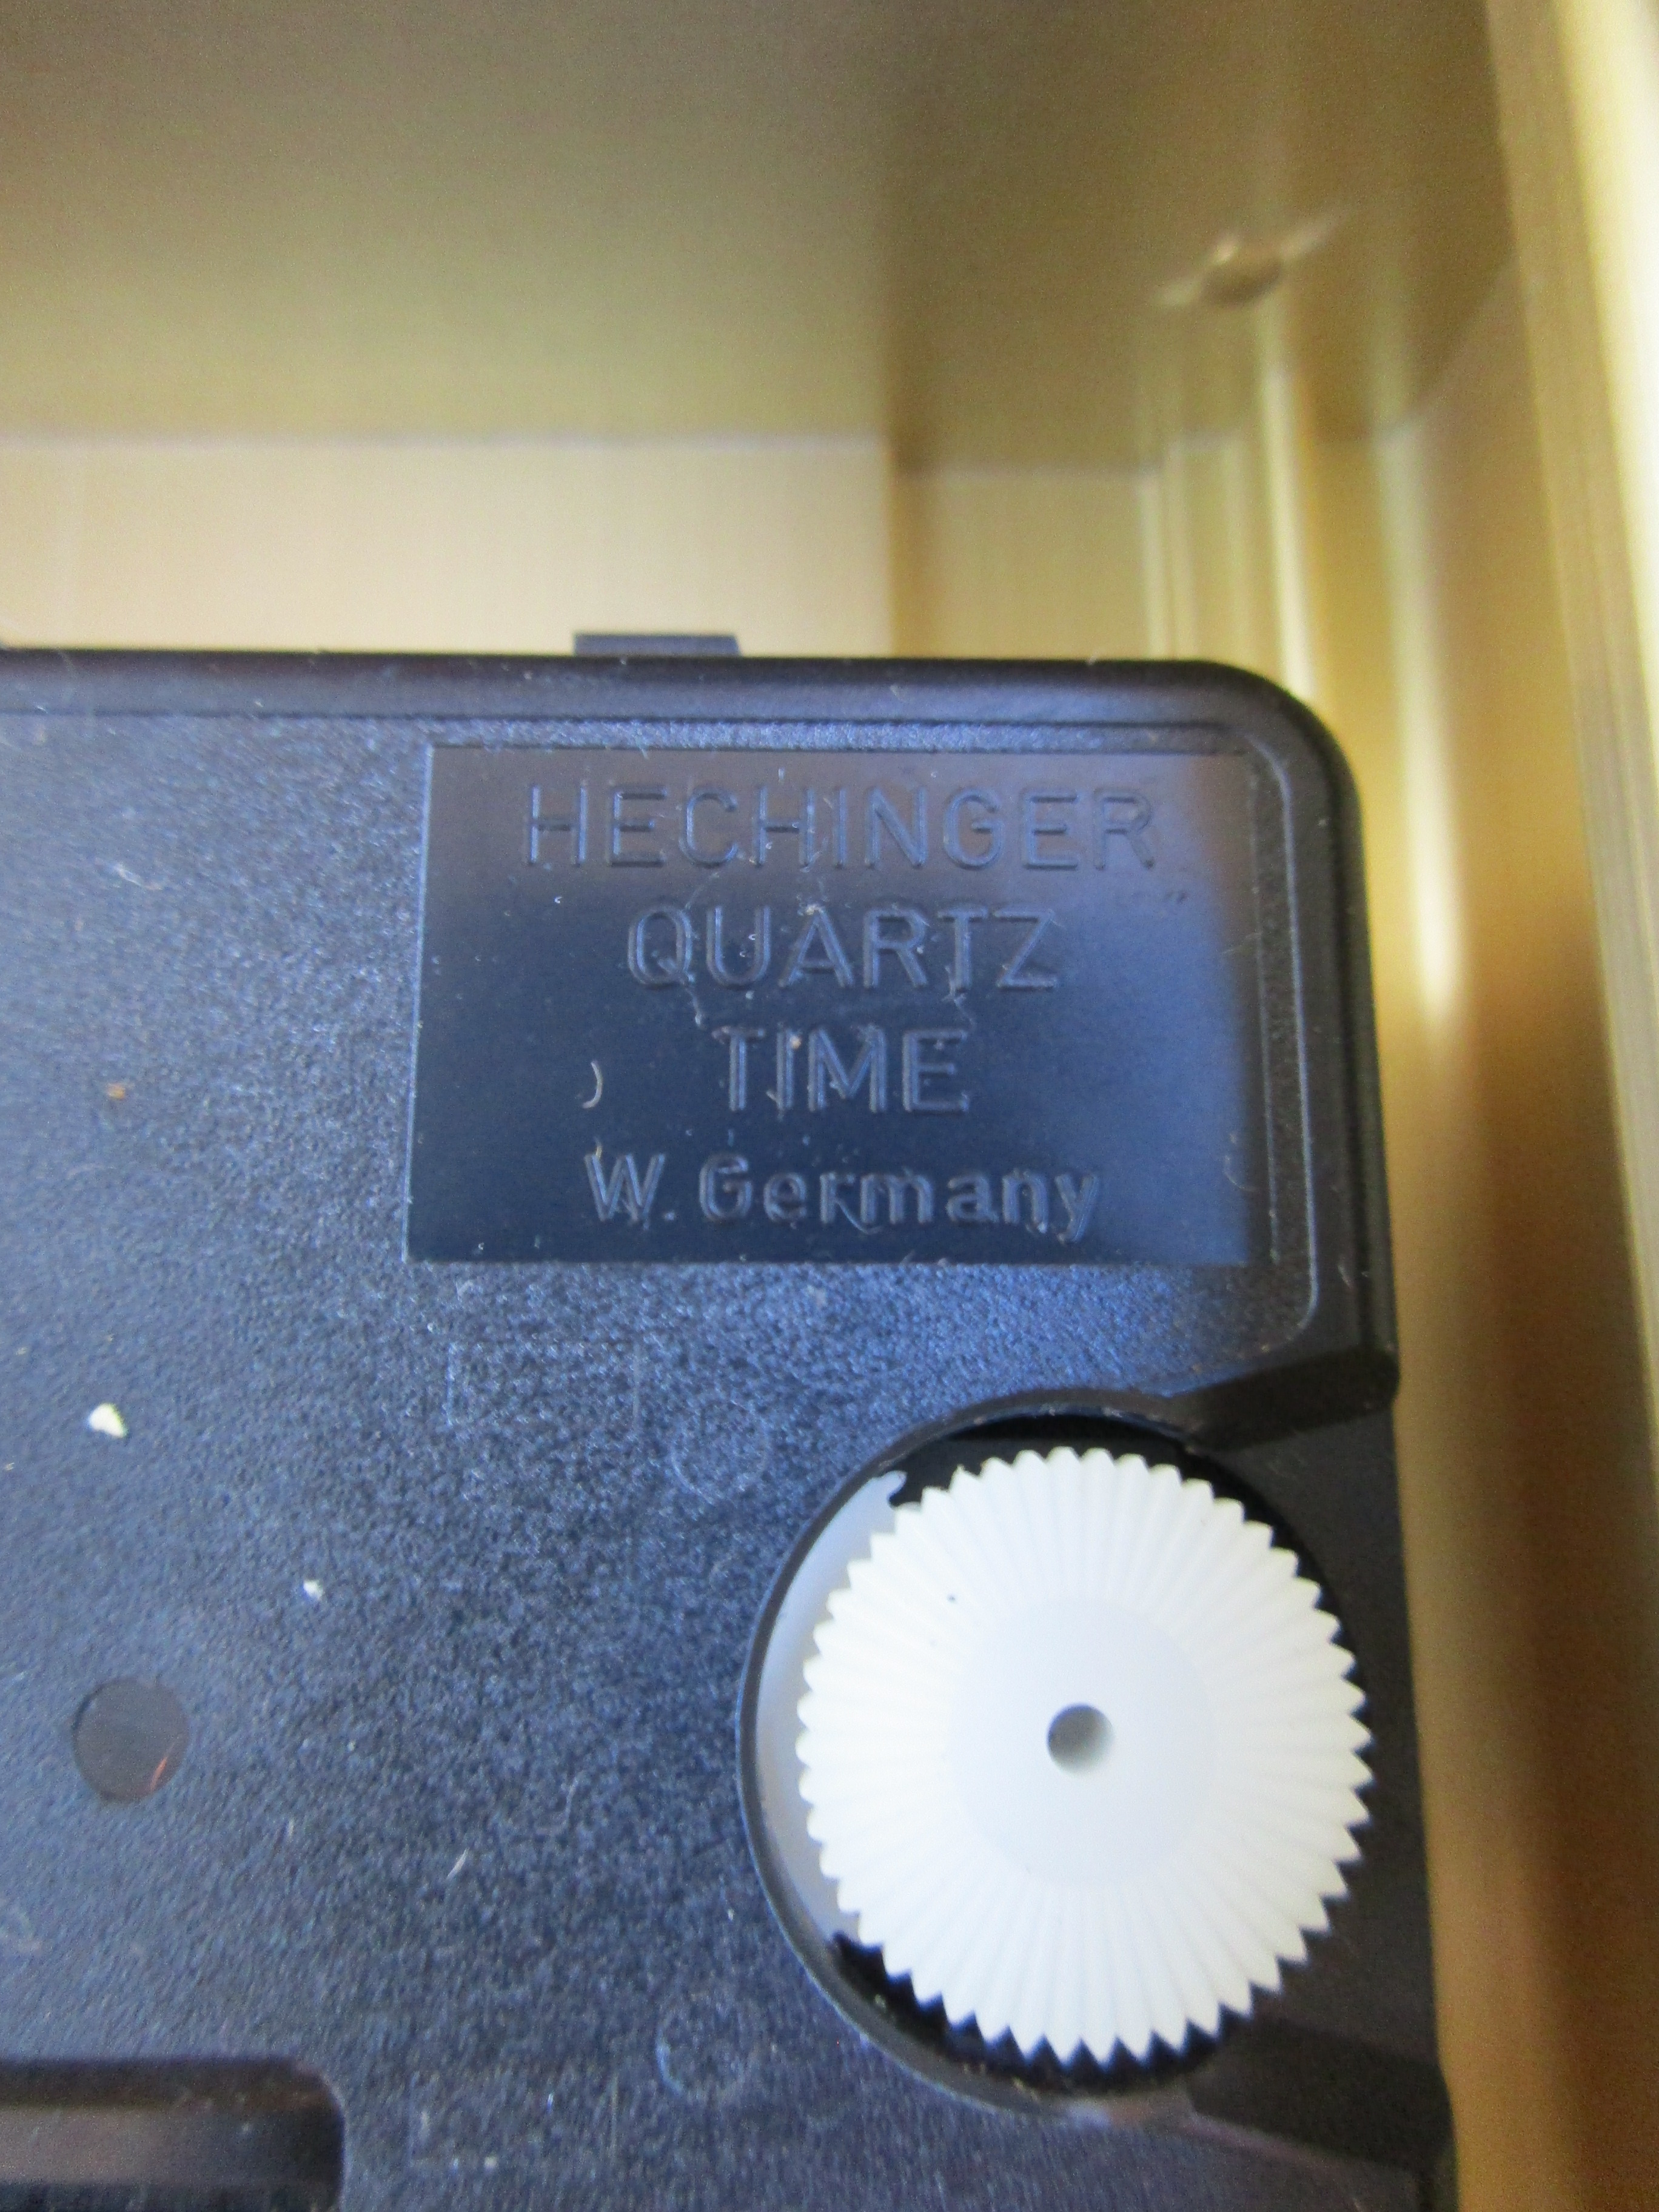 HECHINGER
QUARTZ
TIME
W. Germany